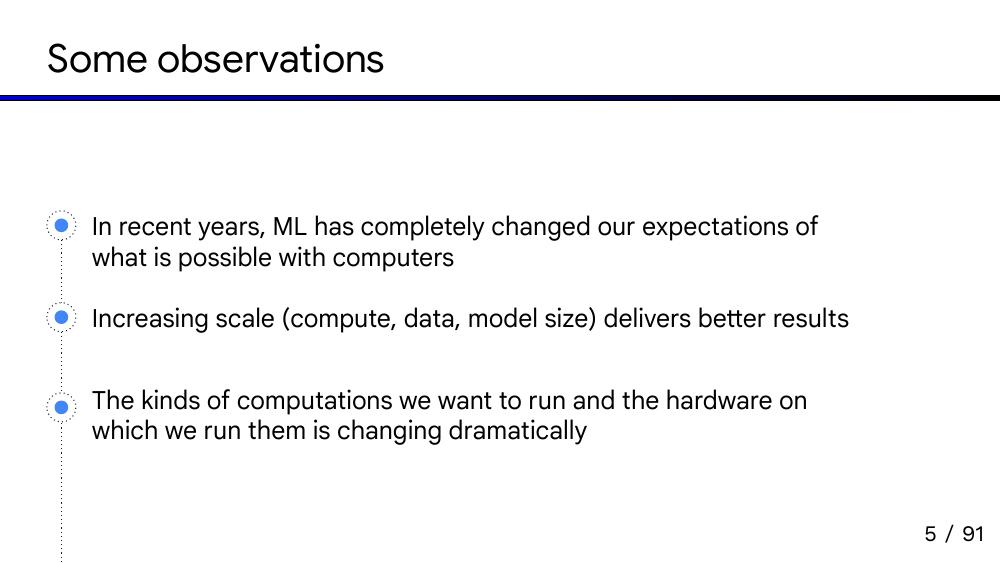 Some observations
In recent years, ML has completely changed our expectations of
what is possible with computers
Increasing scale (compute, data, model size) delivers better results
The kinds of computations we want to run and the hardware on
which we run them is changing dramatically
5 / 91